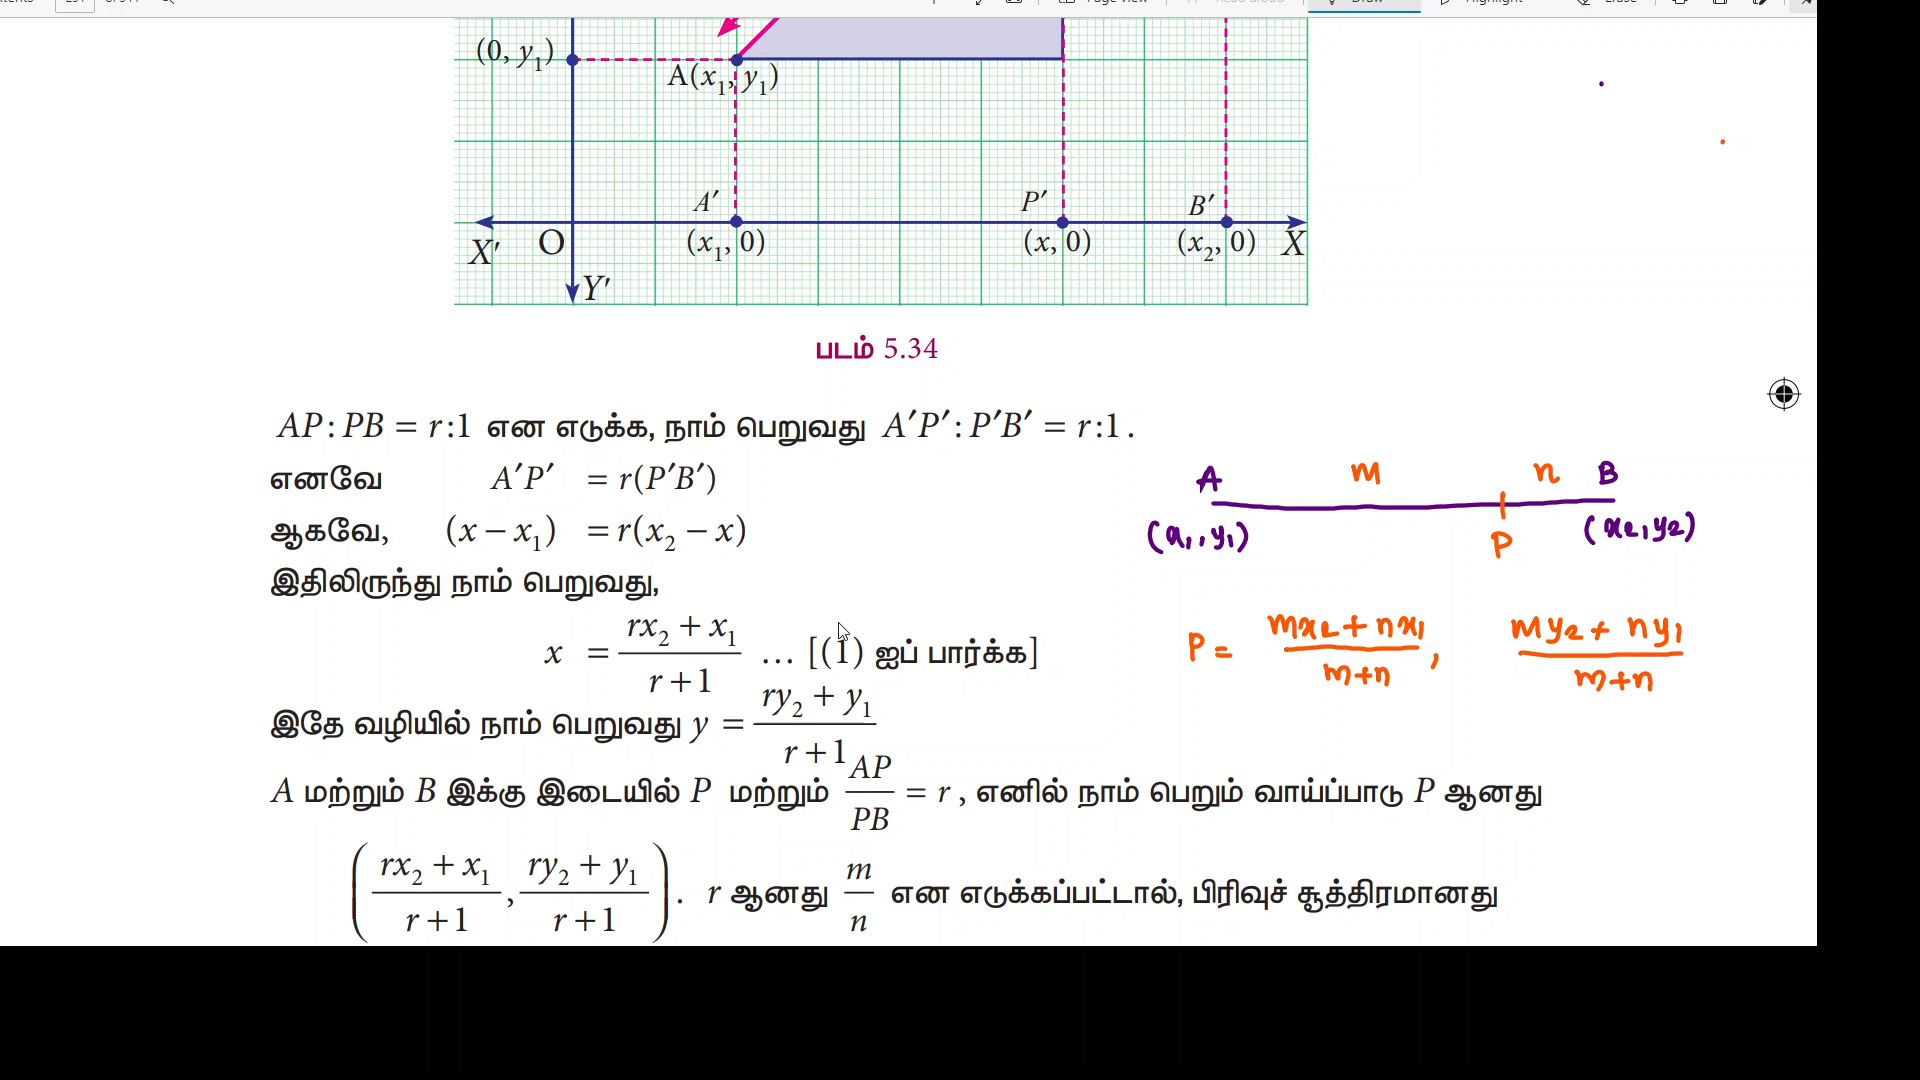 (0, y₁)
A(x₁, y₁)
A′ P′ B′
X′ O (x₁, 0) (x, 0) (x₂, 0) X
Y′
படம் 5.34
AP : PB = r:1 என எடுக்க, நாம் பெறுவது A′P′ : P′B′ = r:1.
எனவே A′P′ = r(P′B′)
ஆகவே, (x − x₁) = r(x₂ − x)
இதிலிருந்து நாம் பெறுவது,
x = (rx₂ + x₁)/(r + 1) ... [(1) ஐப் பார்க்க]
இதே வழியில் நாம் பெறுவது y = (ry₂ + y₁)/(r + 1)
A மற்றும் B இக்கு இடையில் P மற்றும் AP/PB = r, எனில் நாம் பெறும் வாய்ப்பாடு P ஆனது
((rx₂ + x₁)/(r + 1), (ry₂ + y₁)/(r + 1)). r ஆனது m/n என எடுக்கப்பட்டால், பிரிவுச் சூத்திரமானது
A m n B
(x₁, y₁) P (x₂, y₂)
P = (mx₂ + nx₁)/(m+n), (my₂ + ny₁)/(m+n)